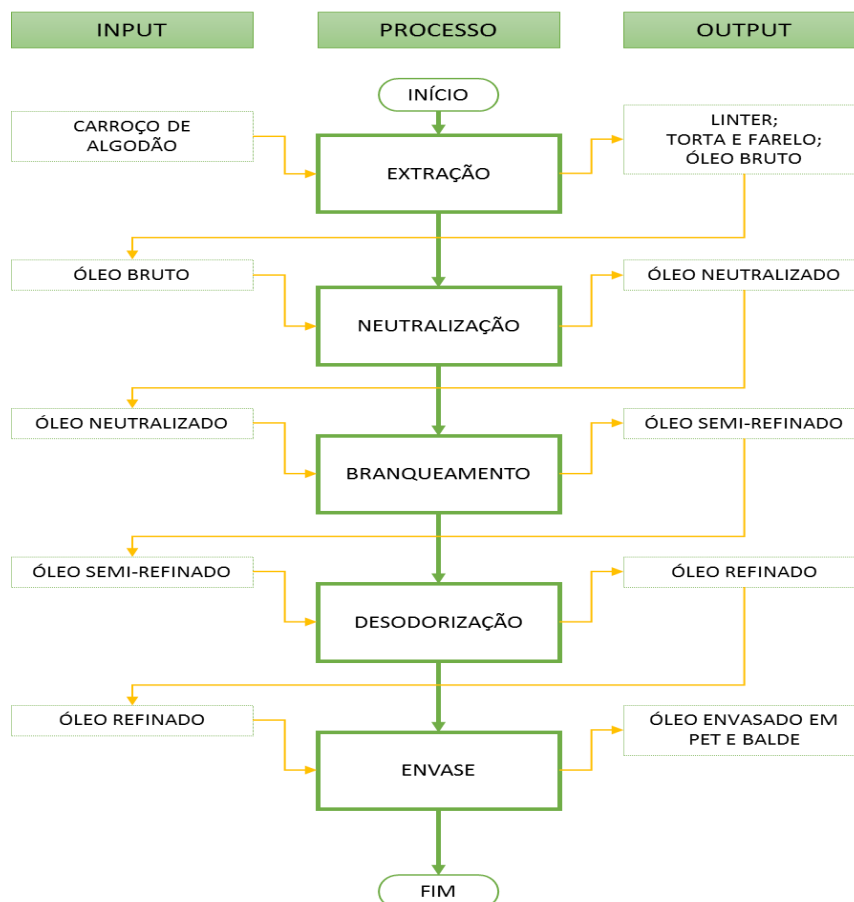 INPUT
PROCESSO
OUTPUT
INÍCIO
CARROÇO DE
ALGODÃO
EXTRAÇÃO
LINTER;
TORTA E FARELO;
ÓLEO BRUTO
ÓLEO BRUTO
NEUTRALIZAÇÃO
ÓLEO NEUTRALIZADO
ÓLEO NEUTRALIZADO
BRANQUEAMENTO
ÓLEO SEMI-REFINADO
ÓLEO SEMI-REFINADO
DESODORIZAÇÃO
ÓLEO REFINADO
ÓLEO REFINADO
ENVASE
ÓLEO ENVASADO EM
PET E BALDE
FIM